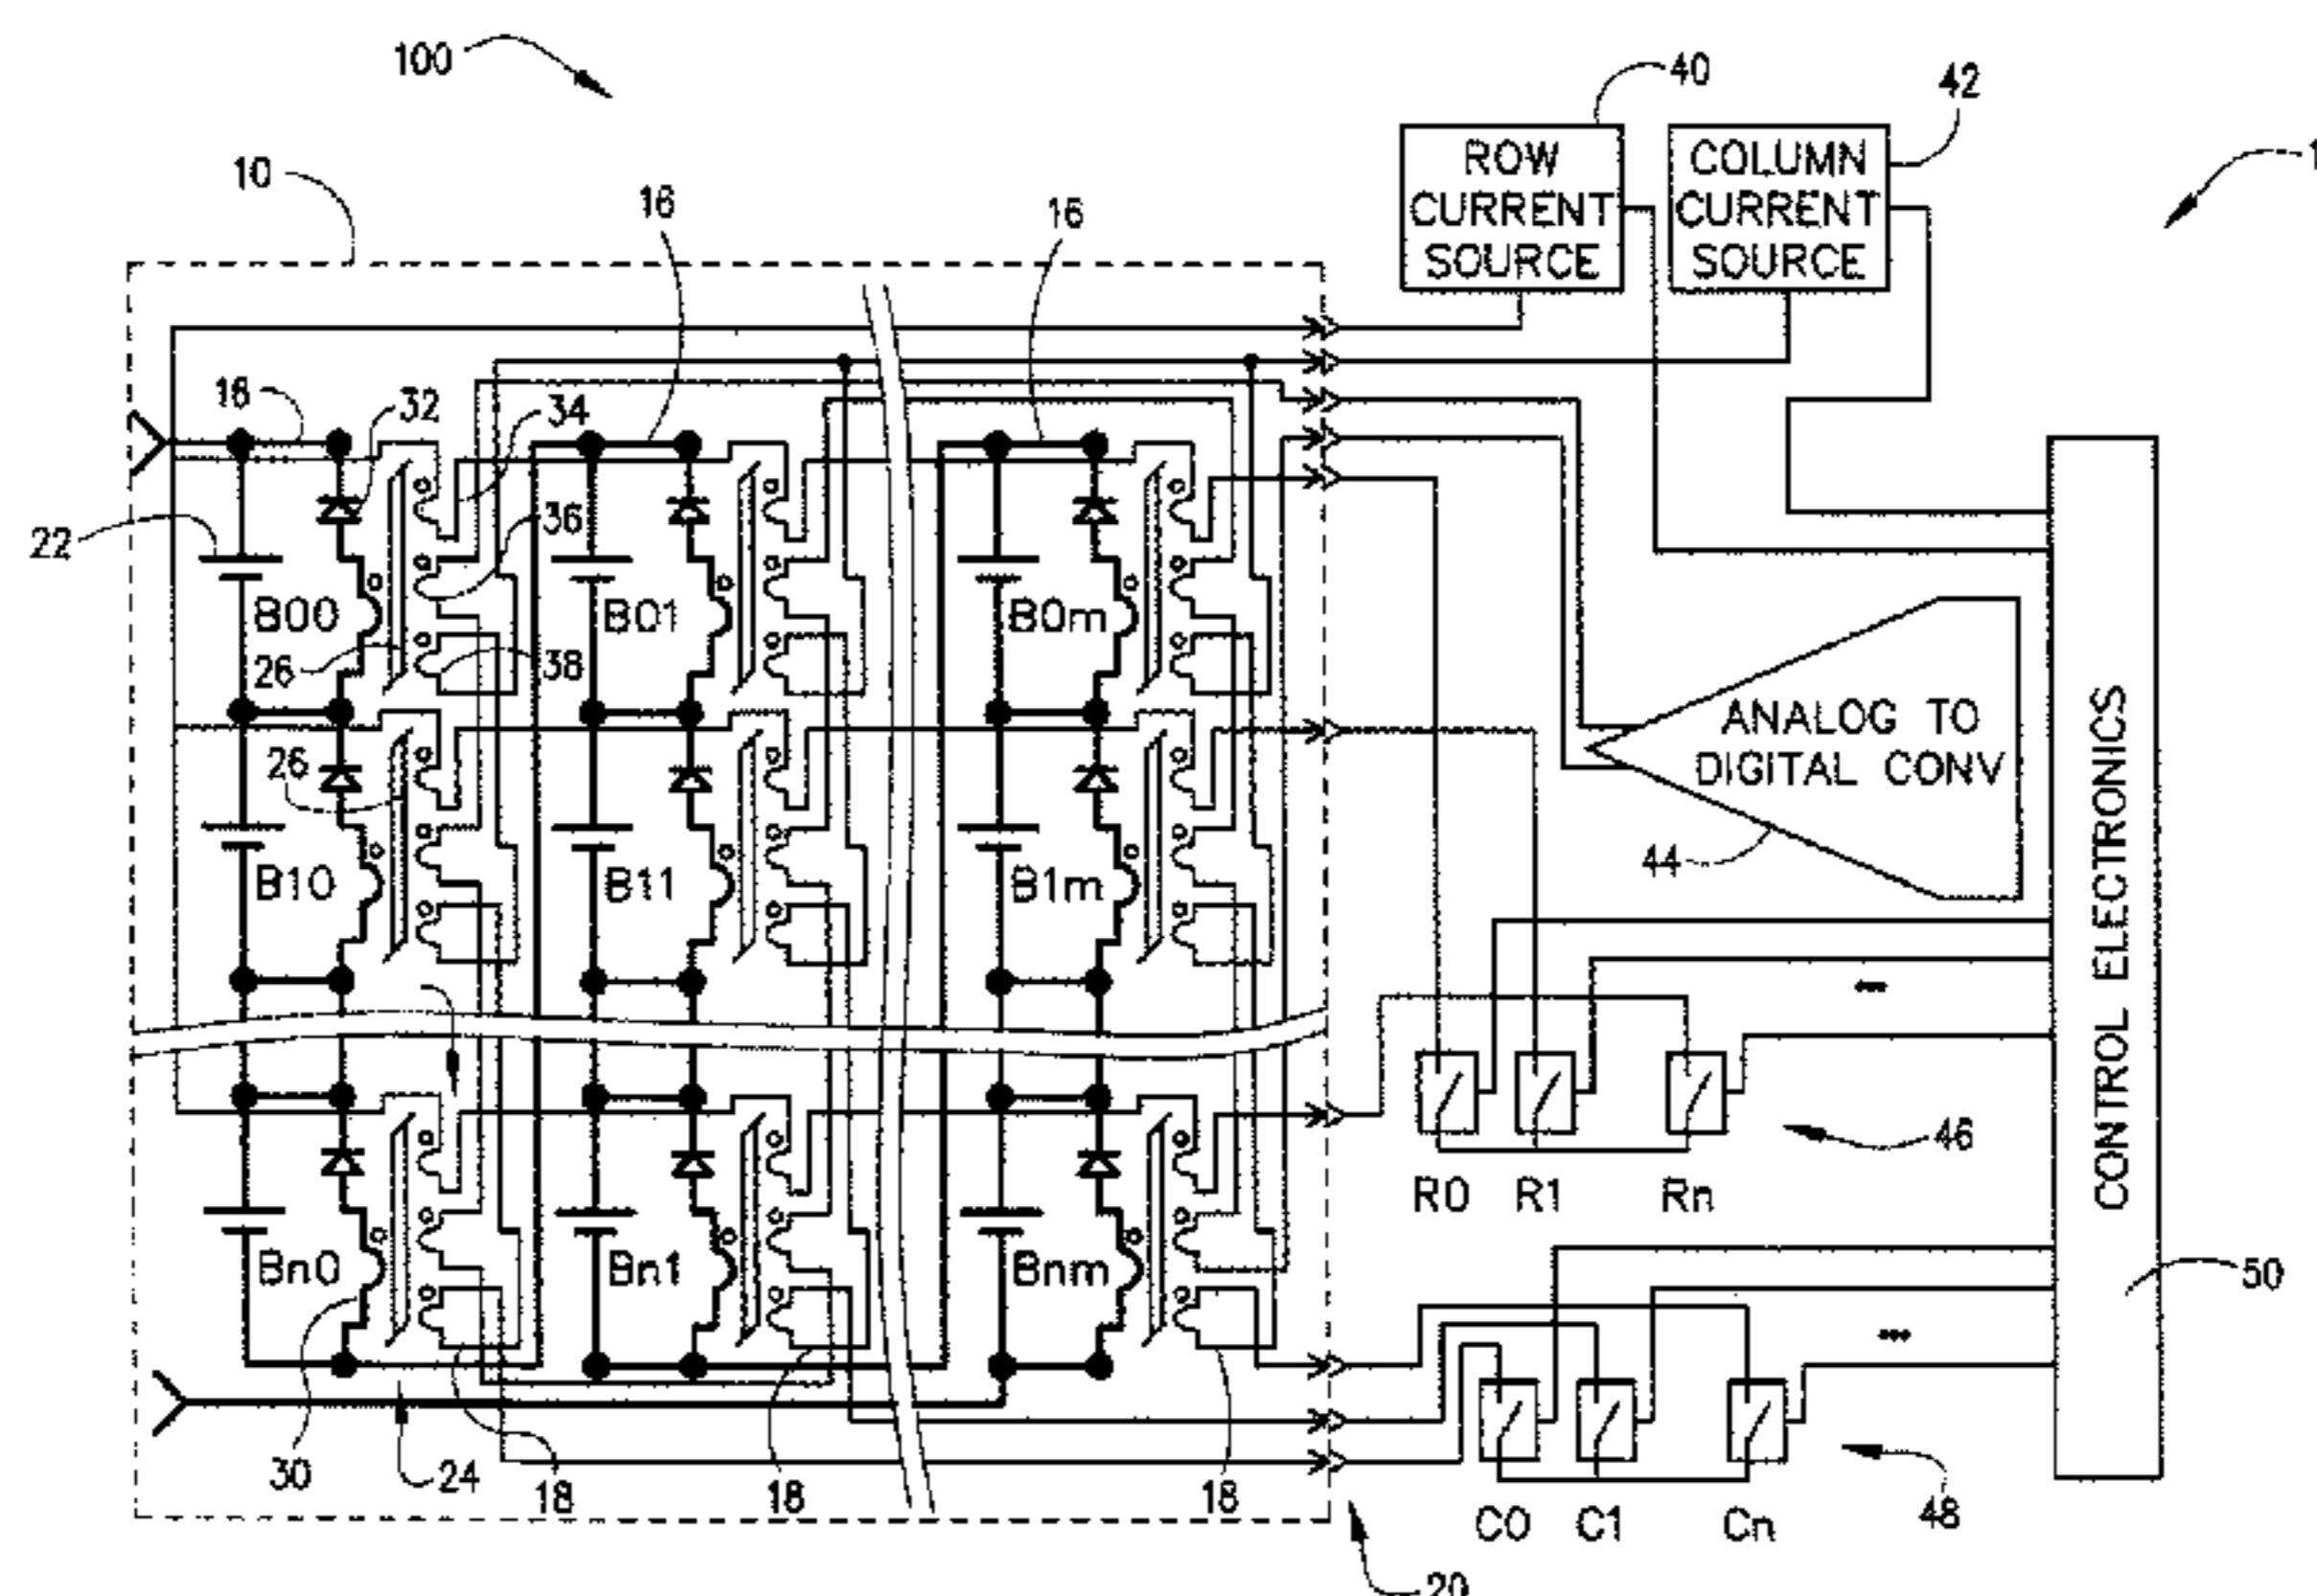 100
40
42
ROW
CURRENT
SOURCE
COLUMN
CURRENT
SOURCE
10
16
16
16
32
34
22
36
B00
B01
B0m
26
38
26
ANALOG TO
DIGITAL CONV
44
B10
B11
B1m
CONTROL ELECTRONICS
46
R0
R1
Rn
Bn0
Bn1
Bnm
50
30
24
18
18
18
C0
C1
Cn
48
20